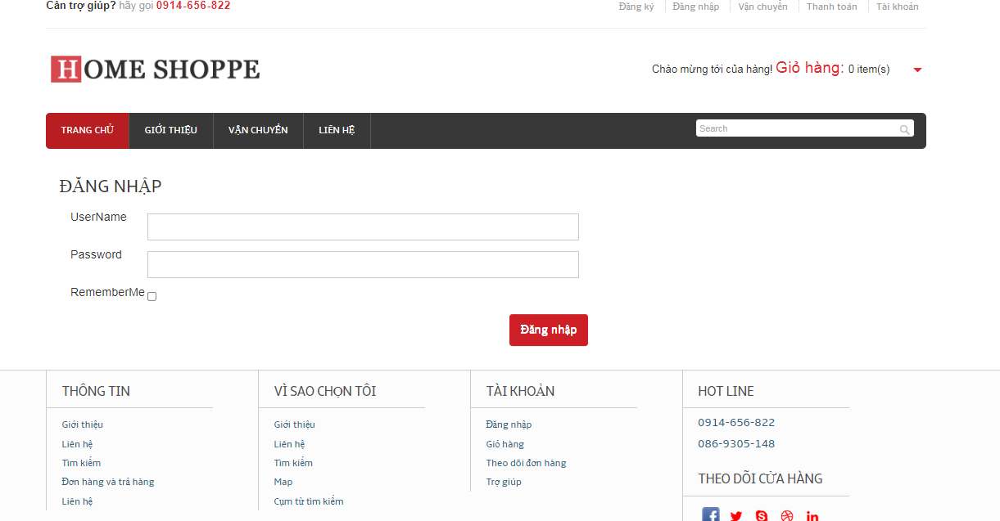 Cần trợ giúp? hãy gọi 0914-656-822
Đăng ký Đăng nhập Vận chuyển Thanh toán Tài khoản
HOME SHOPPE
Chào mừng tới của hàng! Giỏ hàng: 0 item(s)
TRANG CHỦ GIỚI THIỆU VẬN CHUYỂN LIÊN HỆ Search
ĐĂNG NHẬP
UserName
Password
RememberMe
Đăng nhập
THÔNG TIN
Giới thiệu
Liên hệ
Tìm kiếm
Đơn hàng và trả hàng
Liên hệ
VÌ SAO CHỌN TÔI
Giới thiệu
Liên hệ
Tìm kiếm
Map
Cụm từ tìm kiếm
TÀI KHOẢN
Đăng nhập
Giỏ hàng
Theo dõi đơn hàng
Trợ giúp
HOT LINE
0914-656-822
086-9305-148
THEO DÕI CỬA HÀNG